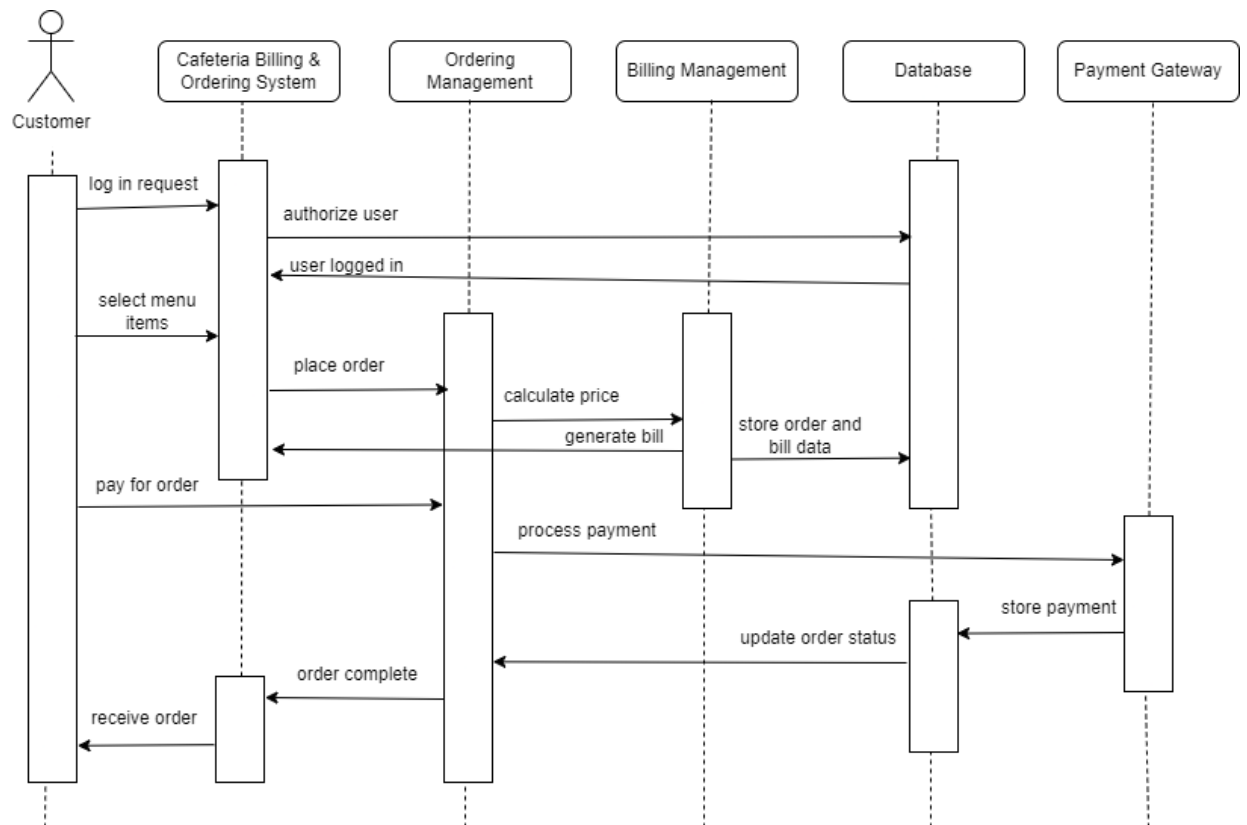 Cafeteria Billing &
Ordering System
Ordering
Management
Billing Management
Database
Payment Gateway
Customer
log in request
authorize user
user logged in
select menu
items
place order
calculate price
generate bill
store order and
bill data
pay for order
process payment
store payment
update order status
order complete
receive order